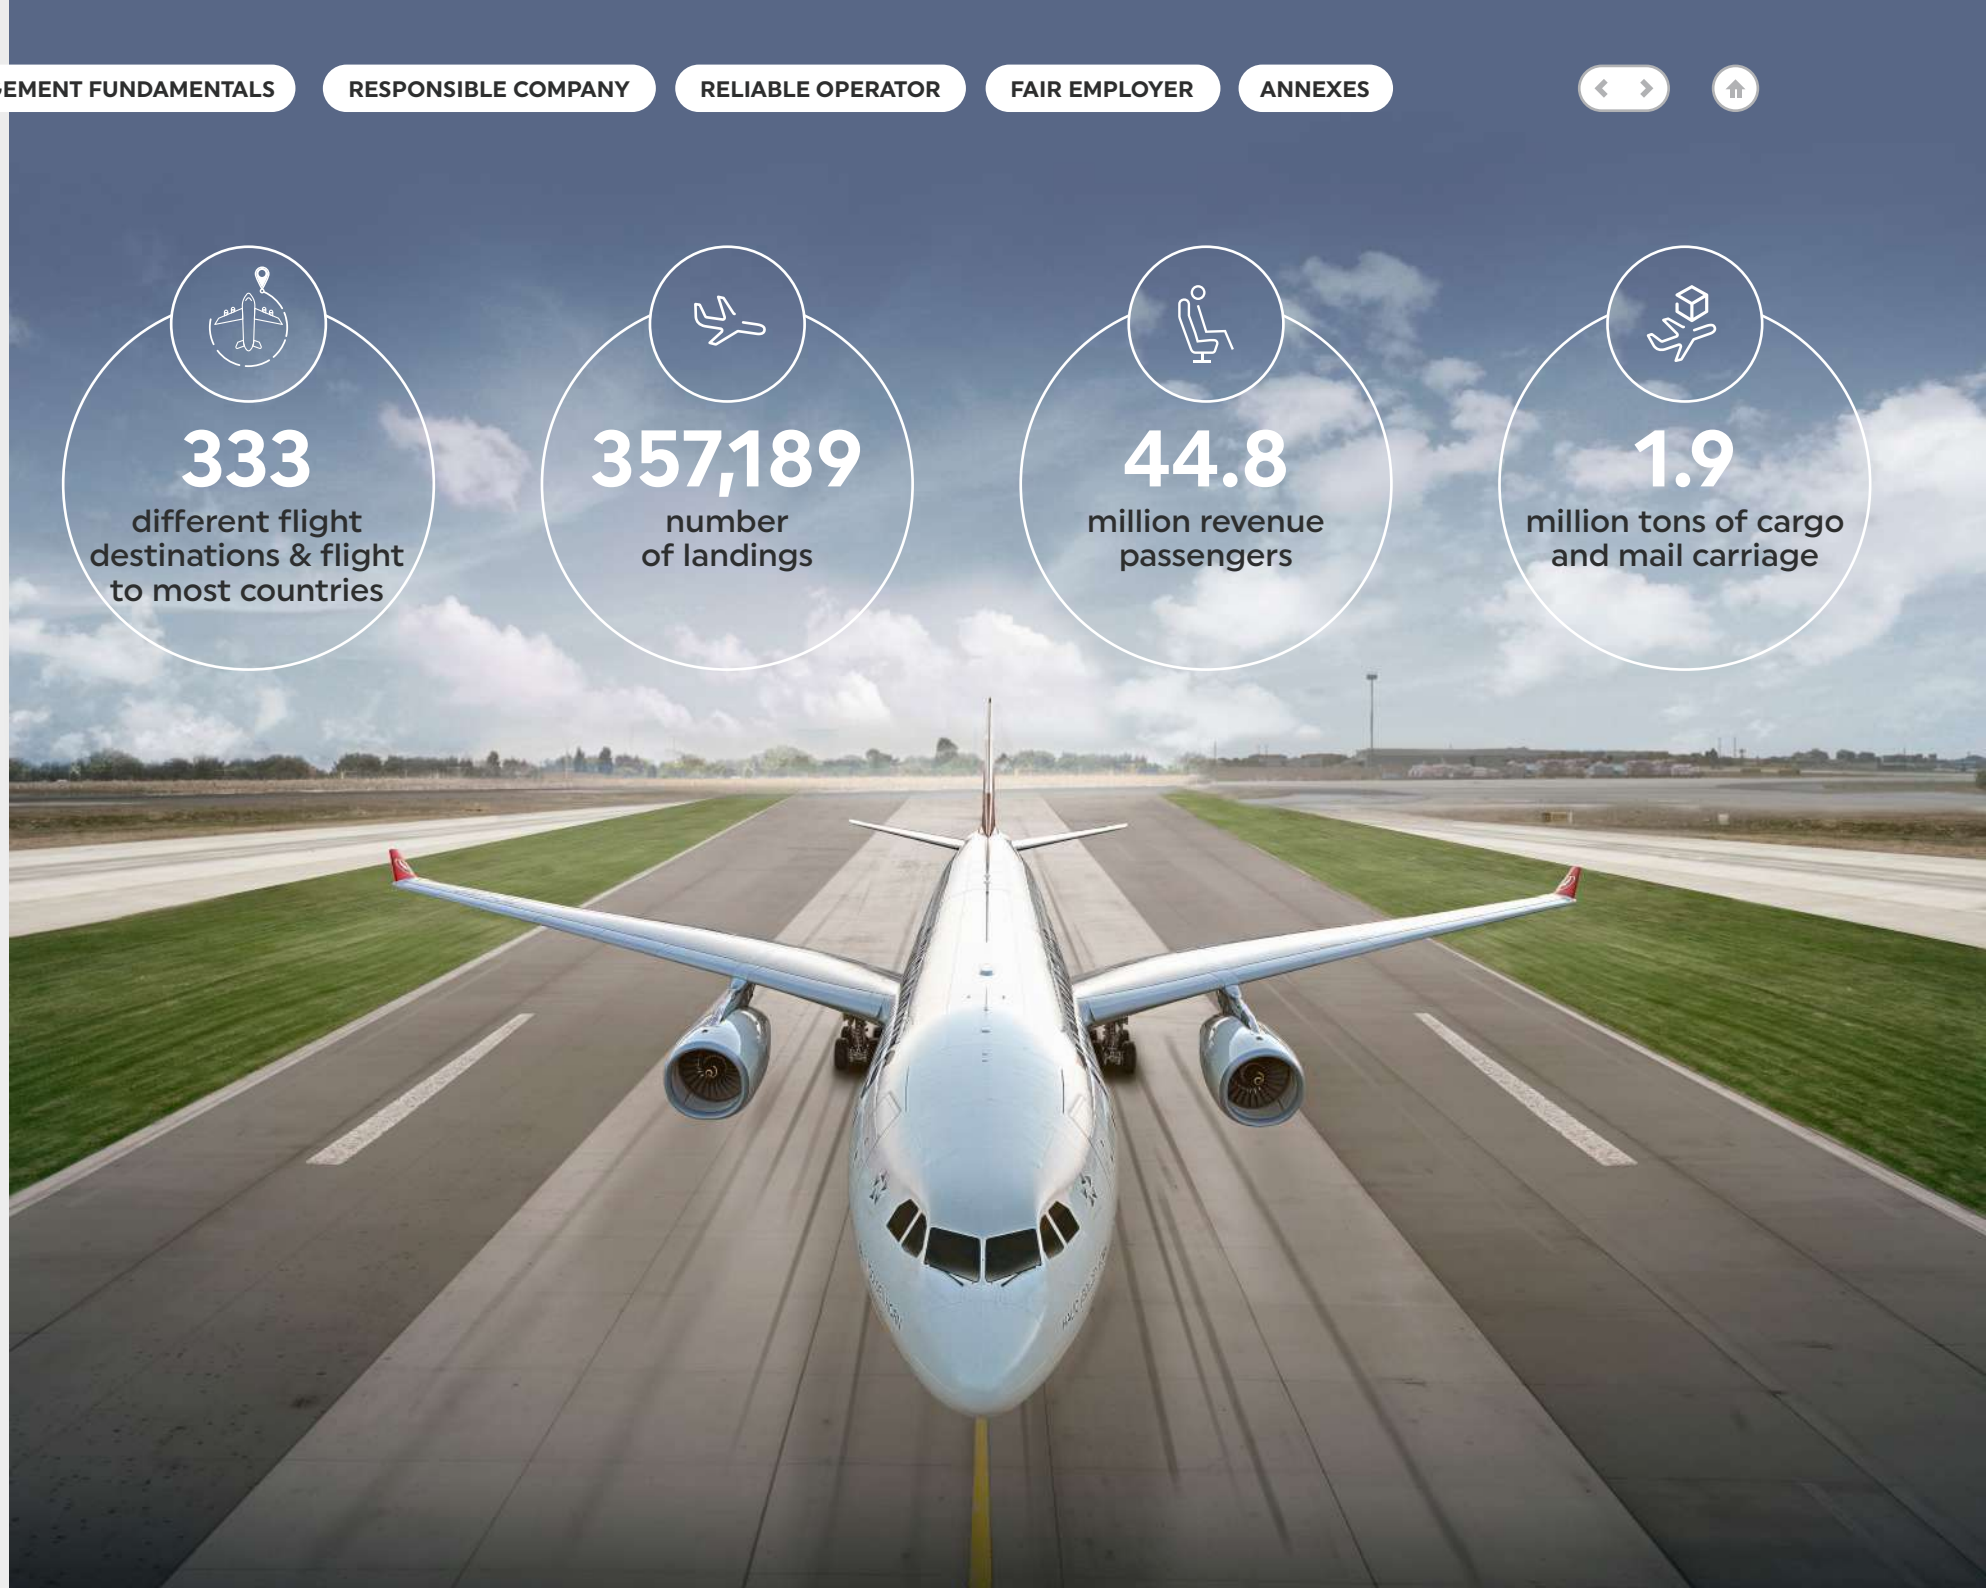 EMENT FUNDAMENTALS
RESPONSIBLE COMPANY
RELIABLE OPERATOR
FAIR EMPLOYER
ANNEXES
333
different flight
destinations & flight
to most countries
357,189
number
of landings
44.8
million revenue
passengers
1.9
million tons of cargo
and mail carriage